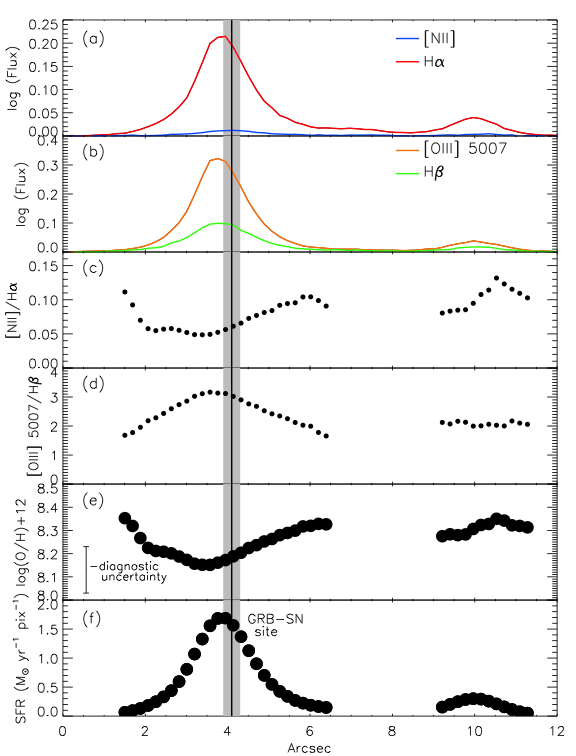 (a)
[NII]
Hα
log (Flux)
0.25
0.20
0.15
0.10
0.05
0.00
(b)
[OIII] 5007
Hβ
log (Flux)
0.4
0.3
0.2
0.1
0.0
(c)
[NII]/Hα
0.15
0.10
0.05
0.00
(d)
[OIII] 5007/Hβ
4
3
2
1
0
(e)
log(O/H)+12
8.5
8.4
8.3
8.2
8.1
8.0
diagnostic
uncertainty
(f)
GRB-SN
site
SFR (M⊙ yr⁻¹ pix⁻¹)
2.0
1.5
1.0
0.5
0.0
0 2 4 6 8 10 12
Arcsec